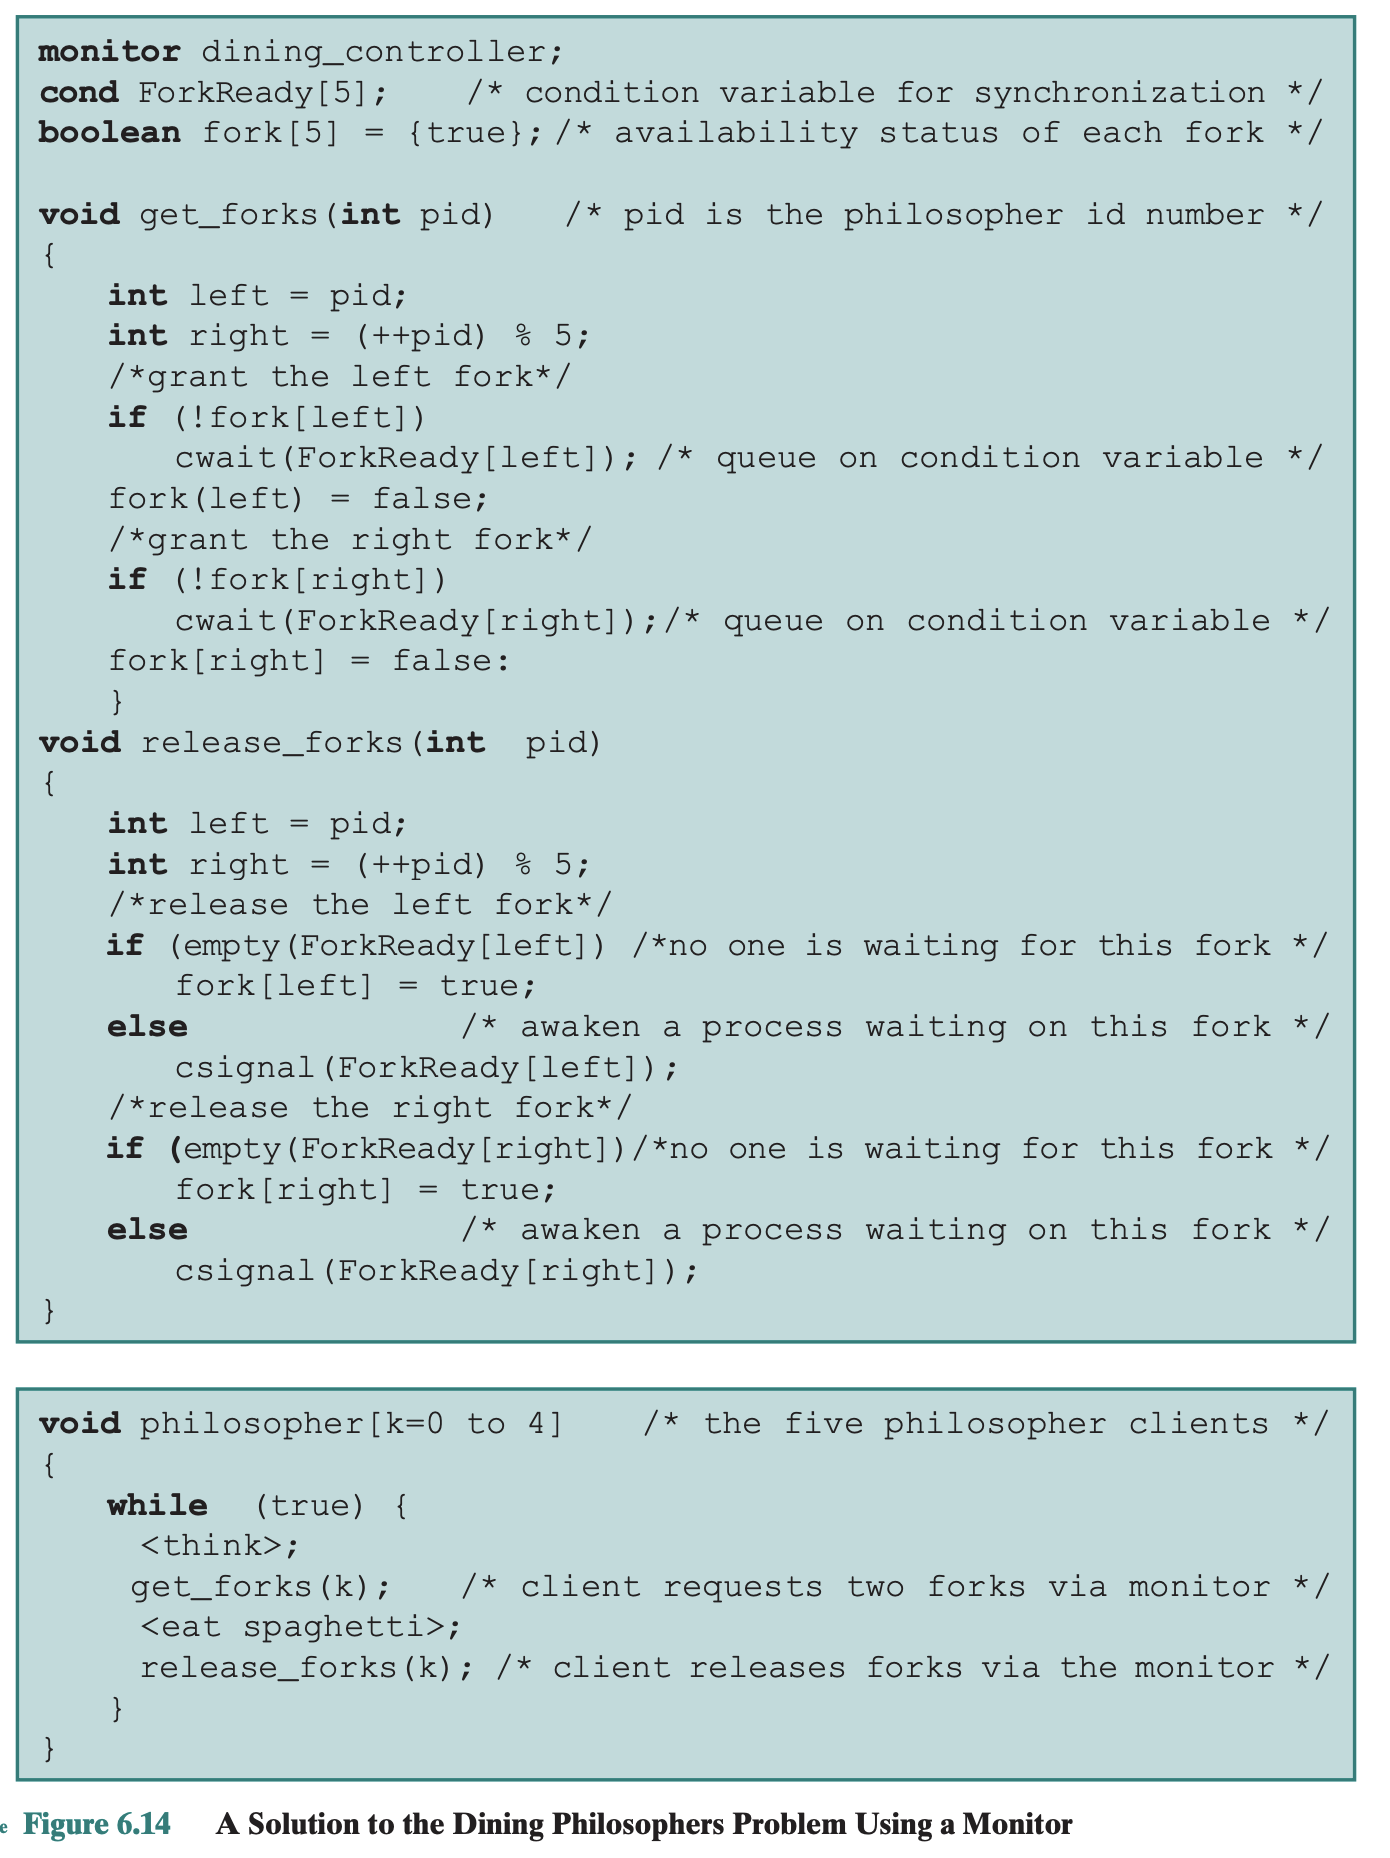 monitor dining_controller;
cond ForkReady[5];    /* condition variable for synchronization */
boolean fork[5] = {true}; /* availability status of each fork */
void get_forks(int pid)    /* pid is the philosopher id number */
{
int left = pid;
int right = (++pid) % 5;
/*grant the left fork*/
if (!fork[left])
cwait(ForkReady[left]); /* queue on condition variable */
fork(left) = false;
/*grant the right fork*/
if (!fork[right])
cwait(ForkReady[right]);/* queue on condition variable */
fork[right] = false:
}
void release_forks(int  pid)
{
int left = pid;
int right = (++pid) % 5;
/*release the left fork*/
if (empty(ForkReady[left]) /*no one is waiting for this fork */
fork[left] = true;
else    /* awaken a process waiting on this fork */
csignal(ForkReady[left]);
/*release the right fork*/
if (empty(ForkReady[right])/*no one is waiting for this fork */
fork[right] = true;
else    /* awaken a process waiting on this fork */
csignal(ForkReady[right]);
}
void philosopher[k=0 to 4]    /* the five philosopher clients */
{
while  (true) {
<think>;
get_forks(k);    /* client requests two forks via monitor */
<eat spaghetti>;
release_forks(k); /* client releases forks via the monitor */
}
}
e Figure 6.14    A Solution to the Dining Philosophers Problem Using a Monitor